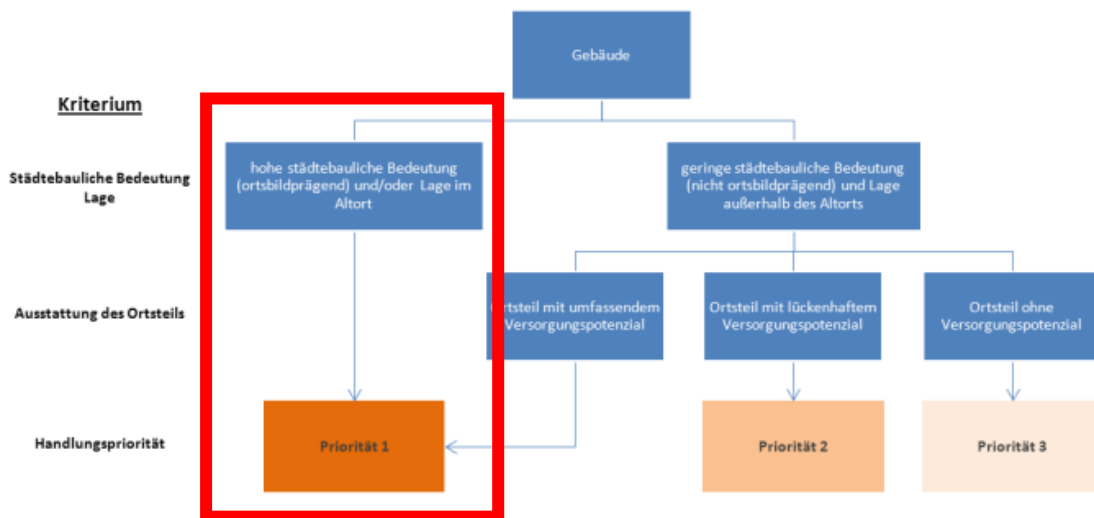 Gebäude
Kriterium
Städtebauliche Bedeutung
Lage
hohe städtebauliche Bedeutung
(ortsbildprägend) und/oder Lage im
Altort
geringe städtebauliche Bedeutung
(nicht ortsbildprägend) und Lage
außerhalb des Altorts
Ausstattung des Ortsteils
Ortsteil mit umfassendem
Versorgungspotenzial
Ortsteil mit lückenhaftem
Versorgungspotenzial
Ortsteil ohne
Versorgungspotenzial
Handlungspriorität
Priorität 1
Priorität 2
Priorität 3